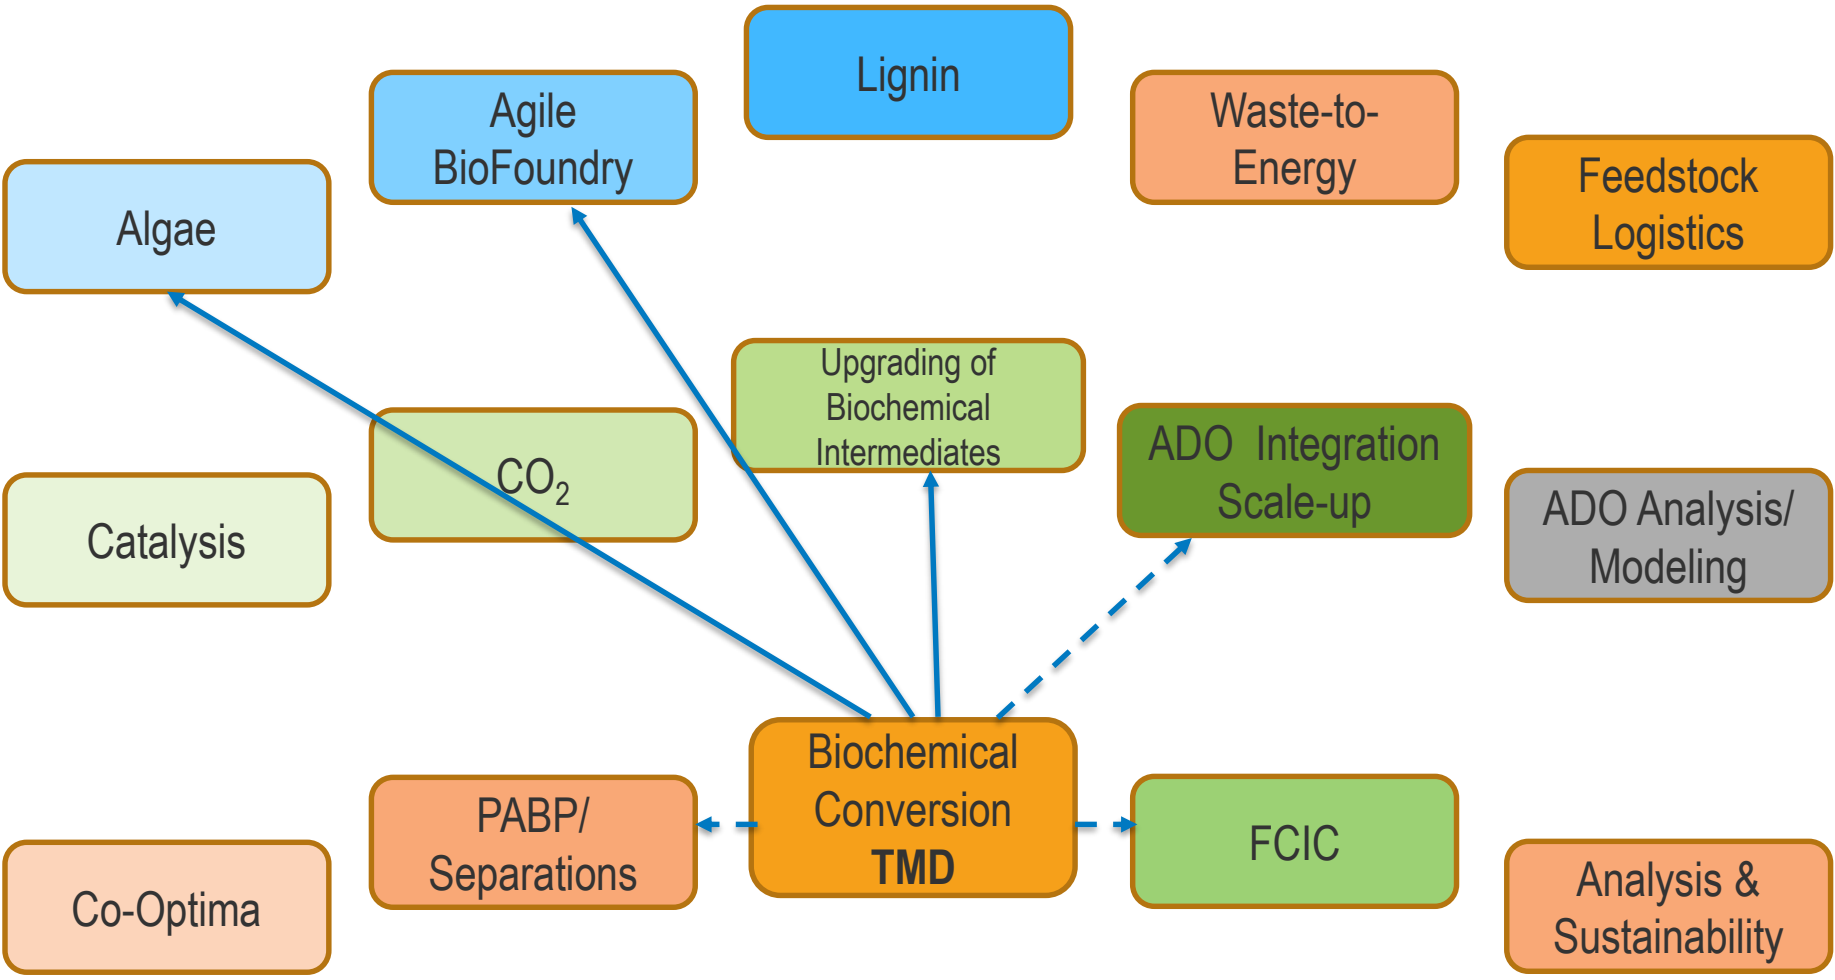 Lignin
Agile
BioFoundry
Waste-to-
Energy
Feedstock
Logistics
Algae
Upgrading of
Biochemical
Intermediates
ADO Integration
Scale-up
CO₂
ADO Analysis/
Modeling
Catalysis
Biochemical
Conversion
TMD
PABP/
Separations
FCIC
Analysis &
Sustainability
Co-Optima